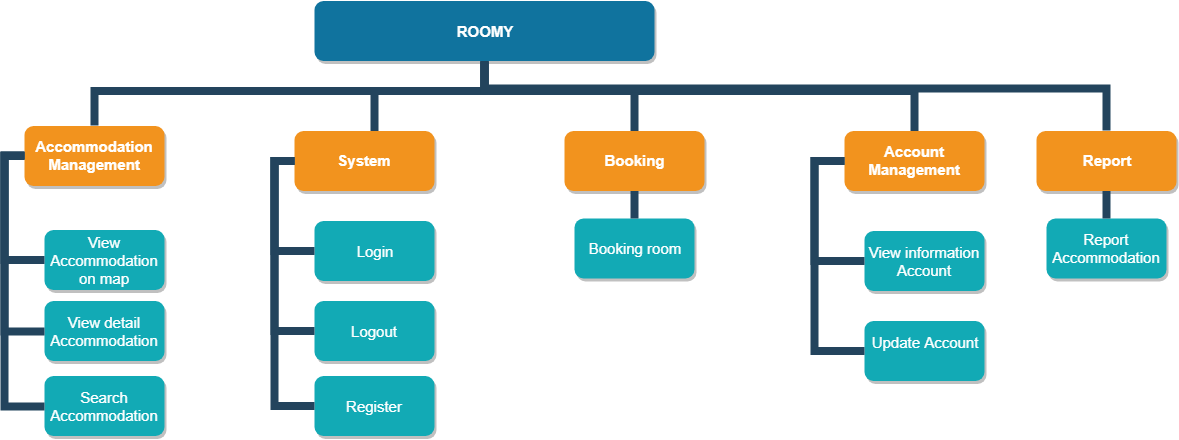 ROOMY
Accommodation
Management
View
Accommodation
on map
View detail
Accommodation
Search
Accommodation
System
Login
Logout
Register
Booking
Booking room
Account
Management
View information
Account
Update Account
Report
Report
Accommodation